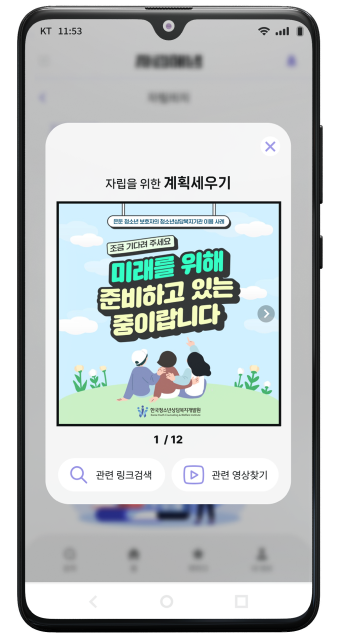 KT 11:53
자립을 위한 계획세우기
은둔 청소년 보호자의 청소년상담복지기관 이용 사례
조금 기다려 주세요
미래를 위해
준비하고 있는
중이랍니다
한국청소년상담복지개발원
1 / 12
관련 링크검색
관련 영상찾기